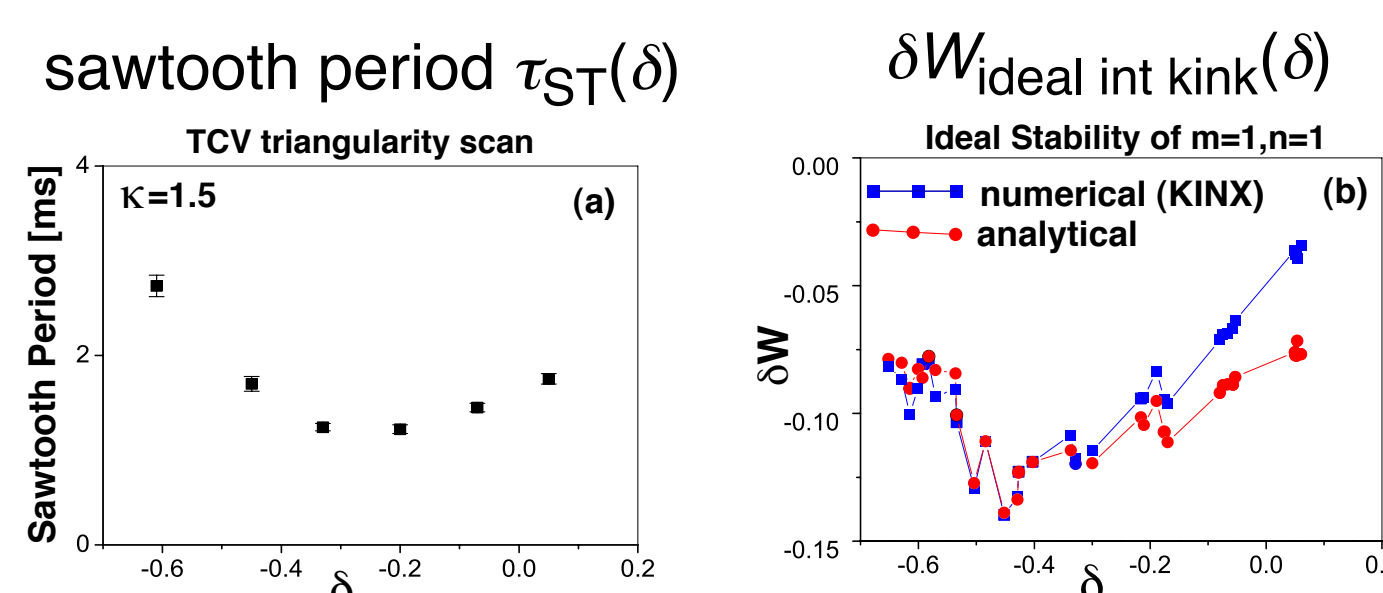 sawtooth period τST(δ)
δWideal int kink(δ)
TCV triangularity scan
Sawtooth Period [ms]
4
2
0
κ=1.5
(a)
-0.6 -0.4 -0.2 0.0 0.2
δ
Ideal Stability of m=1,n=1
δW
0.00
-0.05
-0.10
-0.15
numerical (KINX)
analytical
(b)
-0.6 -0.4 -0.2 0.0 0.
δ